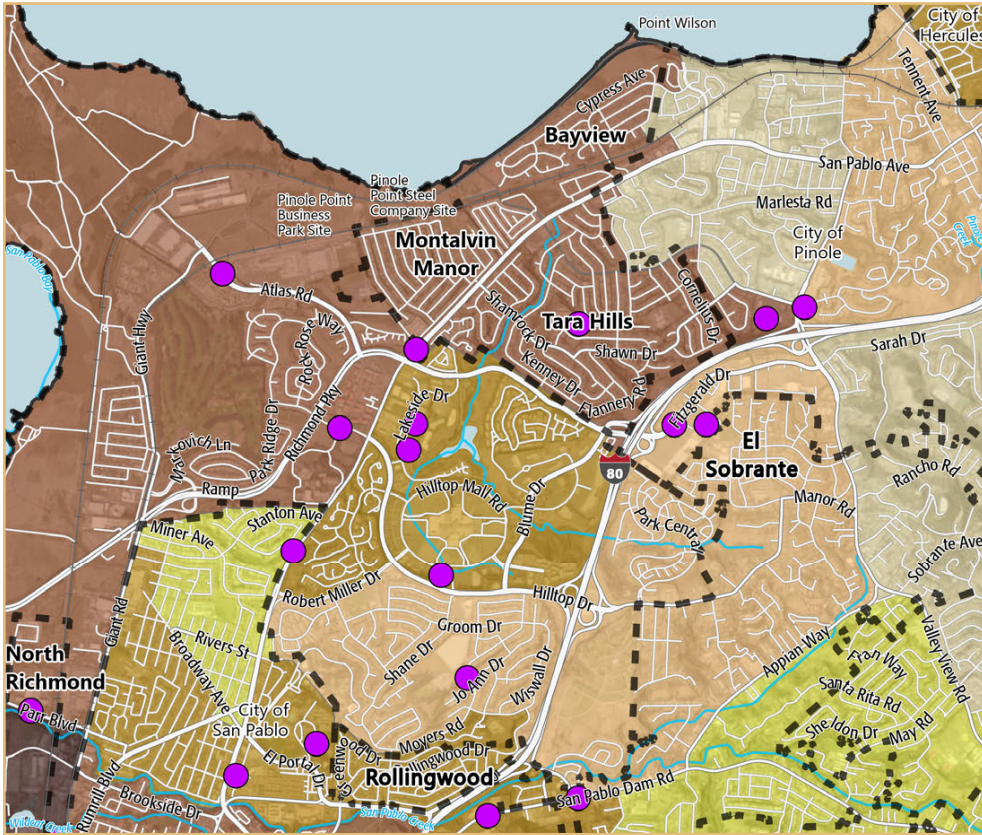 Point Wilson
City of
Hercules
Tennent Ave
Cypress Ave
Bayview
San Pablo Ave
Pinole
Point Steel
Company Site
Pinole Point
Business
Park Site
Marlesta Rd
City of
Pinole
Pinole
Creek
Montalvin
Manor
San Pablo Bay
Atlas Rd
Giant Hwy
Rock Rose
Way
Shamrock Dr
Tara Hills
Cornelius Dr
Shawn Dr
Kenney Dr
Flannery Rd
Sarah Dr
Fitzgerald Dr
Lakeside Dr
Richmond Pky
Park Ridge Dr
Markovich Ln
Ramp
El
Sobrante
80
Rancho Rd
Hilltop Mall Rd
Blume Dr
Manor Rd
Park Central
Stanton Ave
Miner Ave
Sobrante Ave
Robert Miller Dr
Hilltop Dr
Giant Rd
Groom Dr
Rivers St
Broadway Ave
Shane Dr
Jo Ann Dr
Wiswall Dr
Appian Way
Valley View Rd
Fran Way
Santa Rita Rd
Sheldon Dr
May Rd
North
Richmond
Parr Blvd
City of
San Pablo
El Portal Dr
Greenwood Dr
Moyers Rd
Rollingwood Dr
Rollingwood
San Pablo Dam Rd
Rumrill Blvd
Brookside Dr
San Pablo Creek
Wildcat Creek